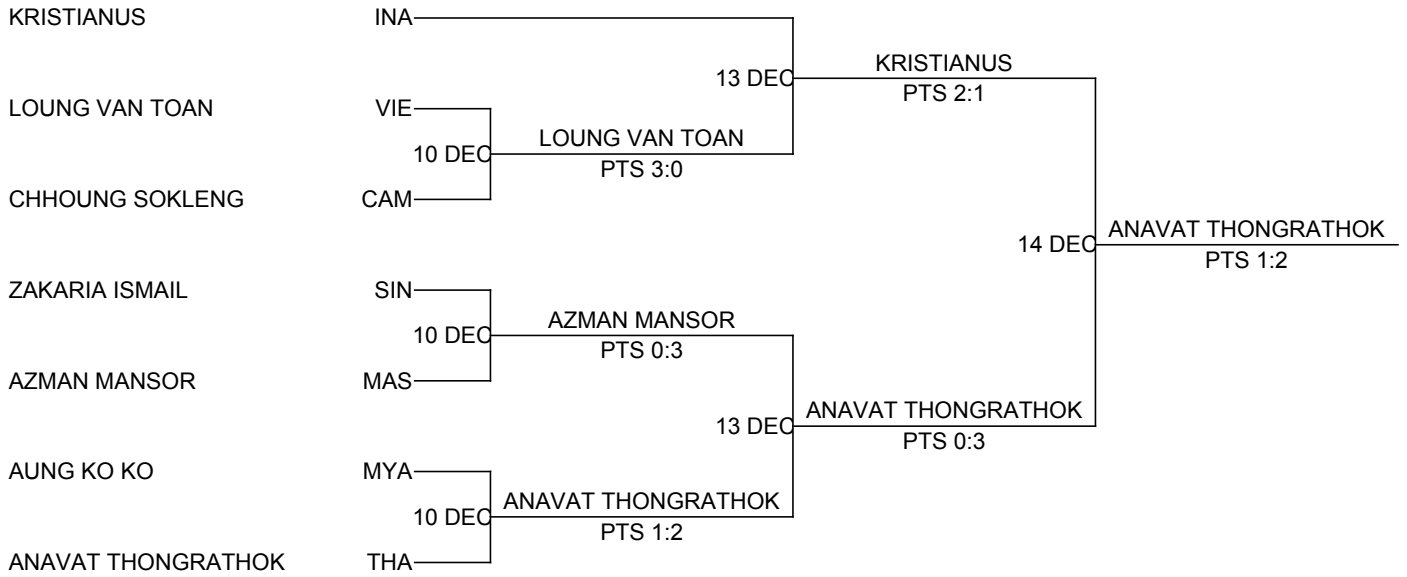 KRISTIANUS INA
13 DEC KRISTIANUS
PTS 2:1
LOUNG VAN TOAN VIE
10 DEC LOUNG VAN TOAN
PTS 3:0
CHHOUNG SOKLENG CAM
14 DEC ANAVAT THONGRATHOK
PTS 1:2
ZAKARIA ISMAIL SIN
10 DEC AZMAN MANSOR
PTS 0:3
AZMAN MANSOR MAS
13 DEC ANAVAT THONGRATHOK
PTS 0:3
AUNG KO KO MYA
10 DEC ANAVAT THONGRATHOK
PTS 1:2
ANAVAT THONGRATHOK THA